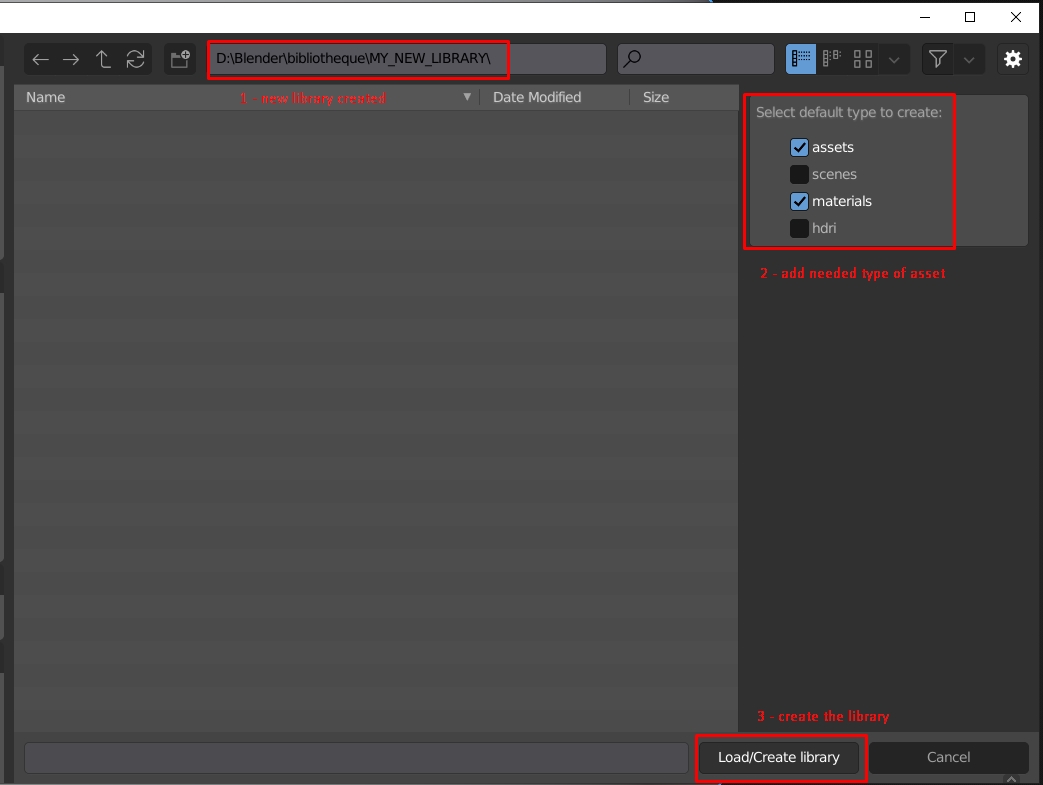 D:\Blender\bibliotheque\MY_NEW_LIBRARY\
Name
1 - new library created
Date Modified
Size
Select default type to create:
assets
scenes
materials
hdri
2 - add needed type of asset
3 - create the library
Load/Create library
Cancel